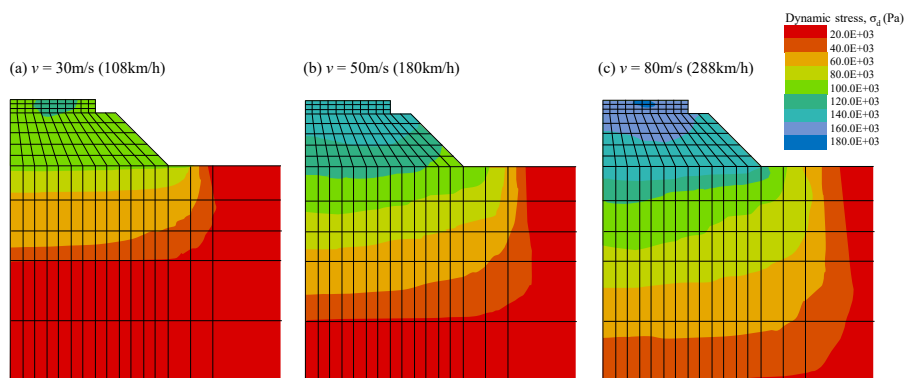 Dynamic stress, σd (Pa)
20.0E+03
40.0E+03
60.0E+03
80.0E+03
100.0E+03
120.0E+03
140.0E+03
160.0E+03
180.0E+03
(a) v = 30m/s (108km/h)
(b) v = 50m/s (180km/h)
(c) v = 80m/s (288km/h)